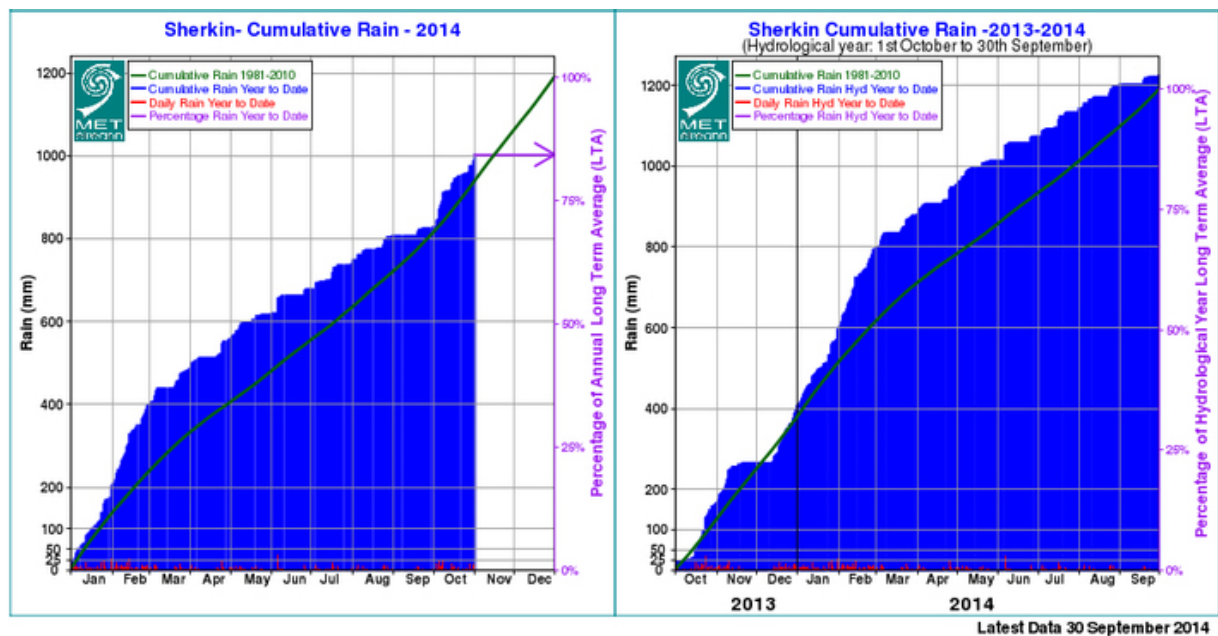 Sherkin- Cumulative Rain - 2014
1200
1000
800
600
400
200
100
50
25
0
Rain (mm)
MET
éireann
Cumulative Rain 1981-2010
Cumulative Rain Year to Date
Daily Rain Year to Date
Percentage Rain Year to Date
100%
75%
50%
25%
0%
Percentage of Annual Long Term Average (LTA)
Jan Feb Mar Apr May Jun Jul Aug Sep Oct Nov Dec
Sherkin Cumulative Rain -2013-2014
(Hydrological year: 1st October to 30th September)
1200
1000
800
600
400
200
100
50
25
0
Rain (mm)
MET
éireann
Cumulative Rain 1981-2010
Cumulative Rain Hyd Year to Date
Daily Rain Hyd Year to Date
Percentage Rain Hyd Year to Date
100%
75%
50%
25%
0%
Percentage of Hydrological Year Long Term Average (LTA)
Oct Nov Dec Jan Feb Mar Apr May Jun Jul Aug Sep
2013 2014
Latest Data 30 September 2014